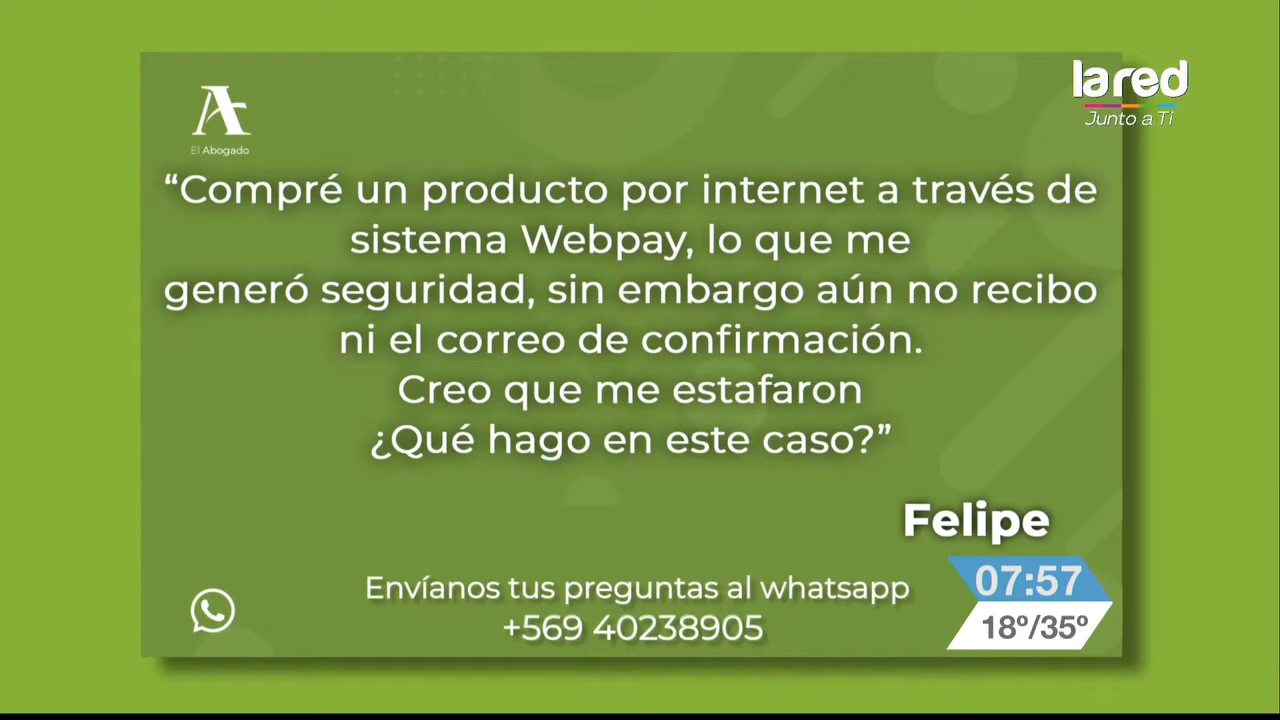 lared
Junto a Ti
A
El Abogado
“Compré un producto por internet a través de
sistema Webpay, lo que me
generó seguridad, sin embargo aún no recibo
ni el correo de confirmación.
Creo que me estafaron
¿Qué hago en este caso?”
Felipe
Envíanos tus preguntas al whatsapp
+569 40238905
07:57
18º/35º